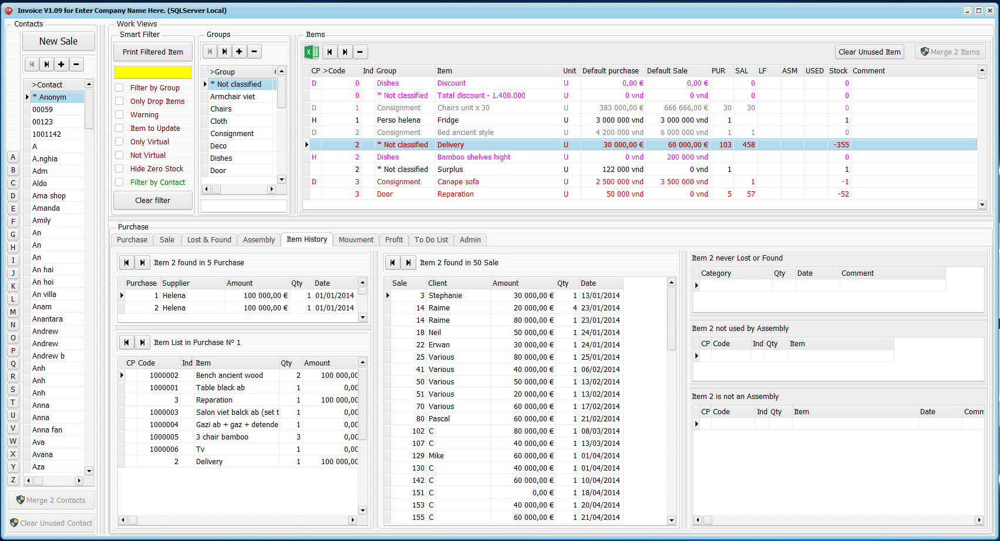 Invoice V1.09 for Enter Company Name Here. (SQLServer Local)
Contacts
New Sale
>Contact
* Anonym
00059
00123
1001142
A
A.nghia
Adm
Aldo
Ama shop
Amanda
Amily
An
An
An
An hai
An hoi
An villa
Anam
Anantara
Andrew
Andrew
Andrew b
Anh
Anh
Anh
Anna
Anna
Anna fan
Ava
Avana
Aza
A
B
C
D
E
F
G
H
I
J
K
L
M
N
O
P
Q
R
S
T
U
V
W
X
Y
Z
Merge 2 Contacts
Clear Unused Contact
Work Views
Smart Filter
Print Filtered Item
Filter by Group
Only Drop Items
Warning
Item to Update
Only Virtual
Not Virtual
Hide Zero Stock
Filter by Contact
Clear filter
Groups
>Group
* Not classified
Armchair viet
Chairs
Cloth
Consignment
Deco
Dishes
Door
Items
Clear Unused Item
Merge 2 Items
CP >Code Ind Group Item Unit Default purchase Default Sale PUR SAL LF ASM USED Stock Comment
D 0 Dishes Discount U 0,00 € 0,00 € 0 0
0 * Not classified Total discount - 1.400.000 U 0 vnd 0 vnd 0 0
D 1 Consignment Chairs unit x 30 U 383 000,00 € 666 666,00 € 30 30 0
H 1 Perso helena Fridge U 3 000 000 vnd 3 000 000 vnd 1 1
D 2 Consignment Bed ancient style U 4 200 000 vnd 6 000 000 vnd 1 1 0
2 * Not classified Delivery U 30 000,00 € 60 000,00 € 103 458 -355
H 2 Dishes Bamboo shelves hight U 0 vnd 200 000 vnd 0
2 * Not classified Surplus U 122 000 vnd 0 vnd 1 1
D 3 Consignment Canape sofa U 2 500 000 vnd 3 500 000 vnd 1 -1
3 Door Reparation U 50 000 vnd 0 vnd 5 57 -52
Purchase
Purchase Sale Lost & Found Assembly Item History Mouvment Profit To Do List Admin
Item 2 found in 5 Purchase
Purchase Supplier Amount Qty Date
1 Helena 100 000,00 € 1 01/01/2014
2 Helena 100 000,00 € 1 01/01/2014
Item List in Purchase N° 1
CP Code Ind Item Qty Amount
1000002 Bench ancient wood 2 100 000,00
1000001 Table black ab 1 0,00
3 Reparation 1 100 000,00
1000003 Salon viet balck ab (set t 1 0,00
1000004 Gazi ab + gaz + detende 1 0,00
1000005 3 chair bamboo 3 0,00
1000006 Tv 1 0,00
2 Delivery 1 100 000,00
Item 2 found in 50 Sale
Sale Client Amount Qty Date
3 Stephanie 30 000,00 € 1 13/01/2014
14 Raime 20 000,00 € 4 23/01/2014
14 Raime 80 000,00 € 1 23/01/2014
18 Neil 50 000,00 € 1 24/01/2014
22 Erwan 30 000,00 € 1 24/01/2014
25 Various 80 000,00 € 1 25/01/2014
41 Various 40 000,00 € 1 06/02/2014
50 Various 50 000,00 € 1 13/02/2014
51 Various 20 000,00 € 1 13/02/2014
70 Various 60 000,00 € 1 17/02/2014
80 Pascal 60 000,00 € 1 21/02/2014
102 C 80 000,00 € 1 08/03/2014
107 C 40 000,00 € 1 13/03/2014
129 Mike 60 000,00 € 1 01/04/2014
130 C 40 000,00 € 1 01/04/2014
142 C 60 000,00 € 1 10/04/2014
151 C 0,00 € 1 18/04/2014
153 C 40 000,00 € 1 20/04/2014
155 C 60 000,00 € 1 21/04/2014
Item 2 never Lost or Found
Category Qty Date Comment
Item 2 not used by Assembly
CP Code Ind Qty Item
Item 2 is not an Assembly
CP Code Ind Qty Item Date Comm